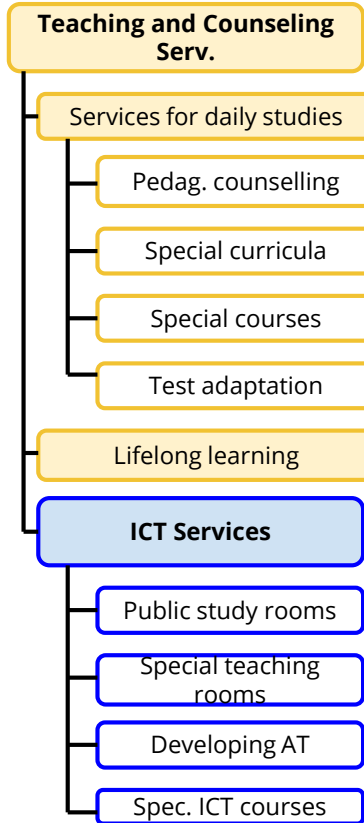 Teaching and Counseling
Serv.
Services for daily studies
Pedag. counselling
Special curricula
Special courses
Test adaptation
Lifelong learning
ICT Services
Public study rooms
Special teaching
rooms
Developing AT
Spec. ICT courses